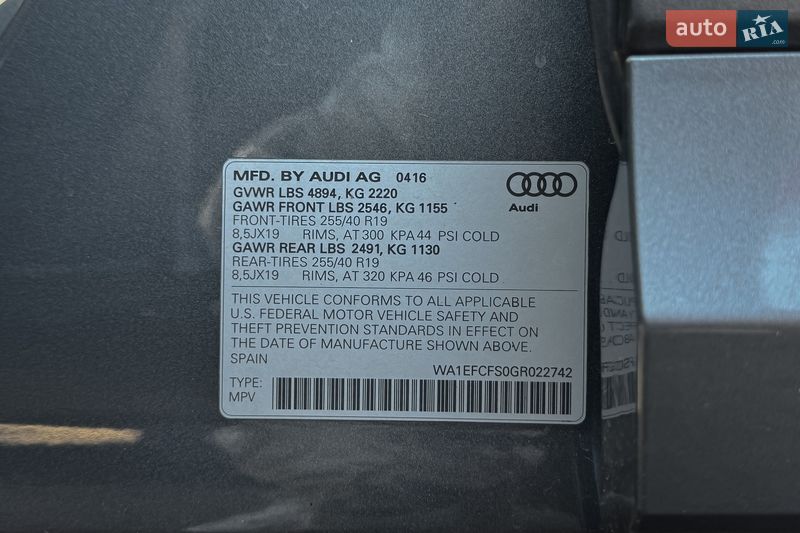 auto RIA .com
MFD. BY AUDI AG 0416
GVWR LBS 4894, KG 2220
GAWR FRONT LBS 2546, KG 1155
FRONT-TIRES 255/40 R19
8,5JX19 RIMS, AT 300 KPA 44 PSI COLD
GAWR REAR LBS 2491, KG 1130
REAR-TIRES 255/40 R19
8,5JX19 RIMS, AT 320 KPA 46 PSI COLD
Audi
THIS VEHICLE CONFORMS TO ALL APPLICABLE
U.S. FEDERAL MOTOR VEHICLE SAFETY AND
THEFT PREVENTION STANDARDS IN EFFECT ON
THE DATE OF MANUFACTURE SHOWN ABOVE.
SPAIN
WA1EFCFS0GR022742
TYPE:
MPV